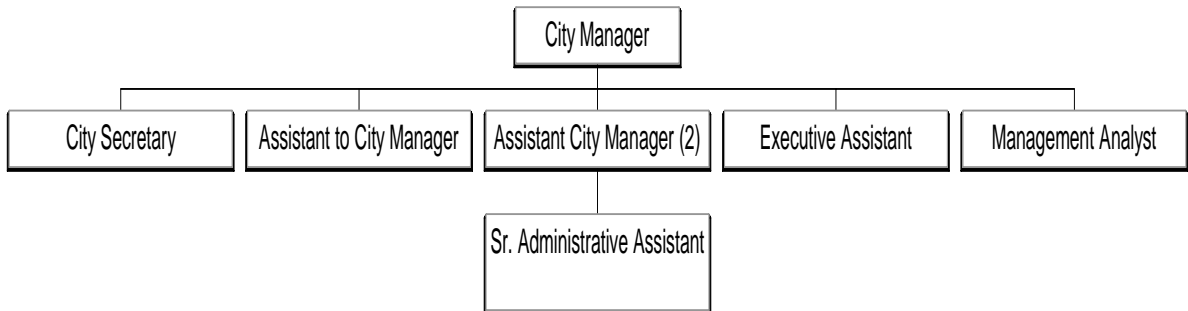 City Manager
City Secretary
Assistant to City Manager
Assistant City Manager (2)
Executive Assistant
Management Analyst
Sr. Administrative Assistant